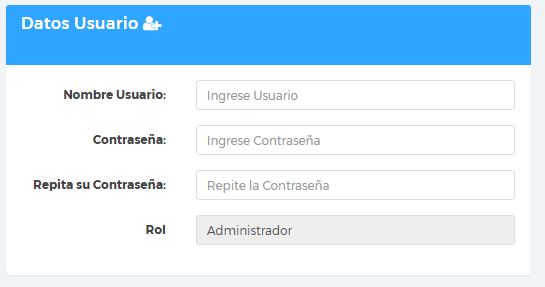 Datos Usuario
Nombre Usuario: Ingrese Usuario
Contraseña: Ingrese Contraseña
Repita su Contraseña: Repite la Contraseña
Rol Administrador